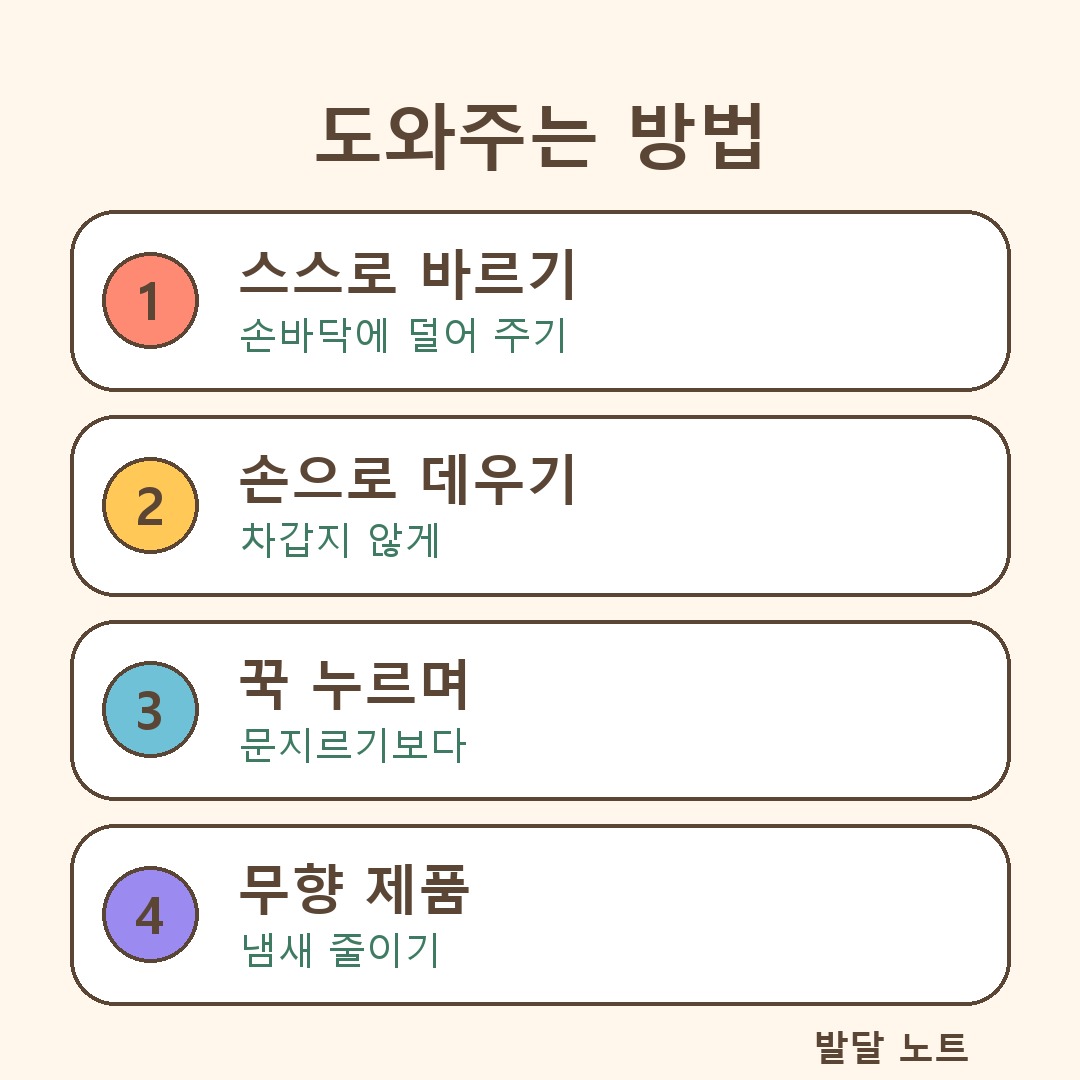 도와주는 방법
1
스스로 바르기
손바닥에 덜어 주기
2
손으로 데우기
차갑지 않게
3
꾹 누르며
문지르기보다
4
무향 제품
냄새 줄이기
발달 노트